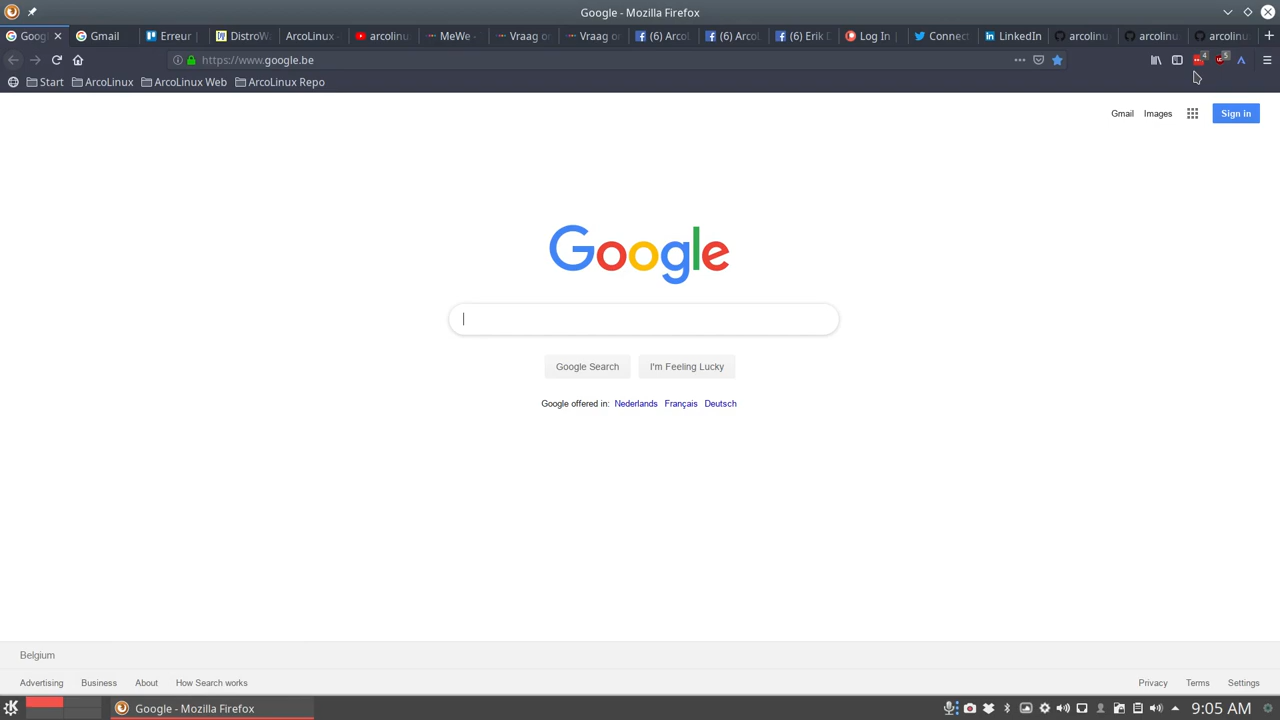 Google - Mozilla Firefox
Goog
Gmail
Erreur
DistroW
ArcoLinux -
arcolinu
MeWe -
Vraag o
Vraag o
(6) Arco
(6) Arco
(6) Erik D
Log In |
Connect
LinkedIn
arcolinu
arcolinu
arcolinu
https://www.google.be
4
5
Start
ArcoLinux
ArcoLinux Web
ArcoLinux Repo
Gmail
Images
Sign in
Google
Google Search
I'm Feeling Lucky
Google offered in: Nederlands Français Deutsch
Belgium
Advertising
Business
About
How Search works
Privacy
Terms
Settings
Google - Mozilla Firefox
9:05 AM